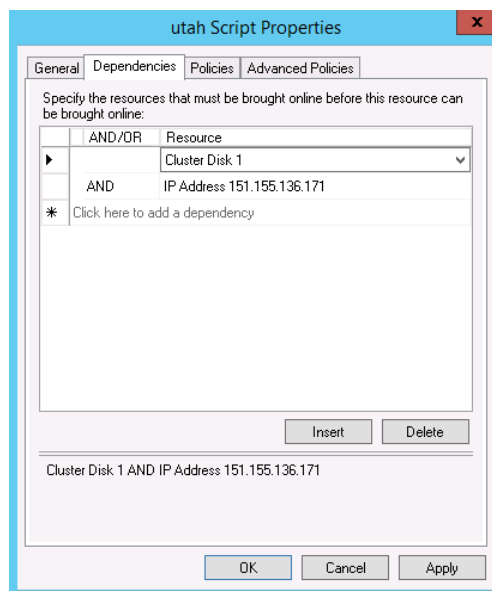 utah Script Properties
x
General Dependencies Policies Advanced Policies
Specify the resources that must be brought online before this resource can
be brought online:
AND/OR Resource
Cluster Disk 1
AND IP Address 151.155.136.171
Click here to add a dependency
Insert Delete
Cluster Disk 1 AND IP Address 151.155.136.171
OK Cancel Apply